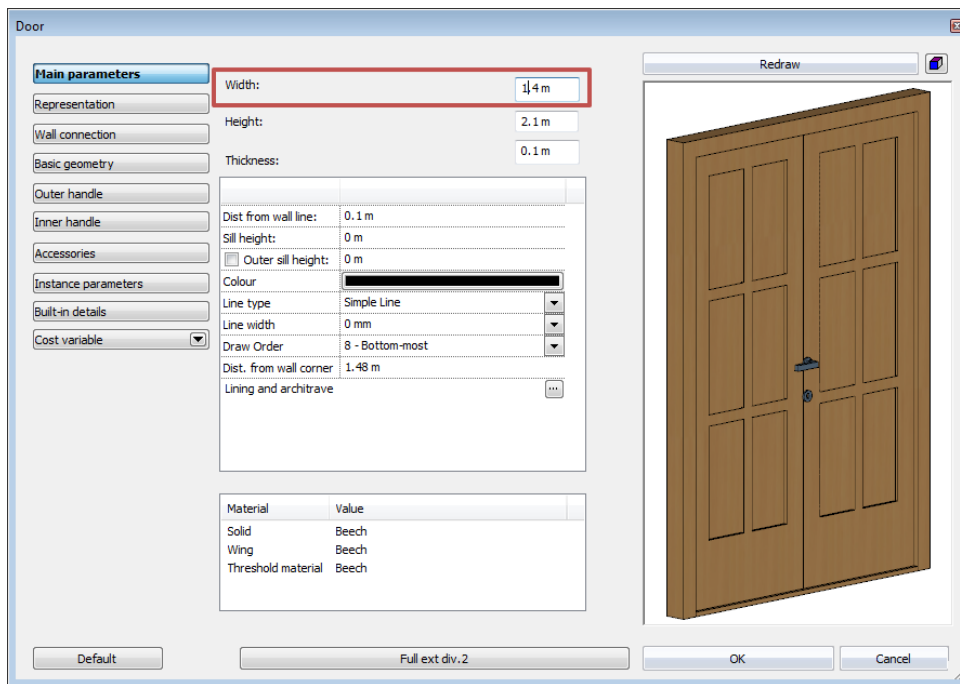 Door
Main parameters
Representation
Wall connection
Basic geometry
Outer handle
Inner handle
Accessories
Instance parameters
Built-in details
Cost variable
Width: 1.4 m
Height: 2.1 m
Thickness: 0.1 m
Dist from wall line: 0.1 m
Sill height: 0 m
Outer sill height: 0 m
Colour
Line type Simple Line
Line width 0 mm
Draw Order 8 - Bottom-most
Dist. from wall corner 1.48 m
Lining and architrave ...
Material Value
Solid Beech
Wing Beech
Threshold material Beech
Redraw
Default
Full ext div.2
OK
Cancel